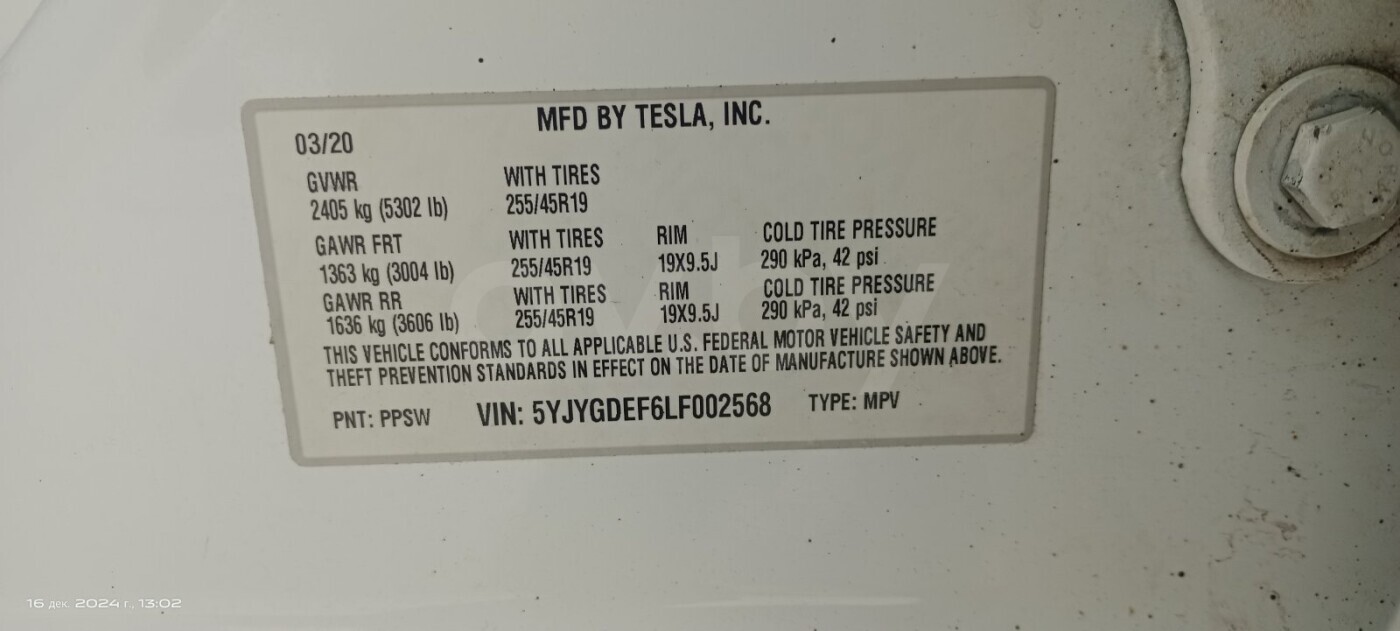 MFD BY TESLA, INC.
03/20
GVWR WITH TIRES
2405 kg (5302 lb) 255/45R19
GAWR FRT WITH TIRES RIM COLD TIRE PRESSURE
1363 kg (3004 lb) 255/45R19 19X9.5J 290 kPa, 42 psi
GAWR RR WITH TIRES RIM COLD TIRE PRESSURE
1636 kg (3606 lb) 255/45R19 19X9.5J 290 kPa, 42 psi
THIS VEHICLE CONFORMS TO ALL APPLICABLE U.S. FEDERAL MOTOR VEHICLE SAFETY AND
THEFT PREVENTION STANDARDS IN EFFECT ON THE DATE OF MANUFACTURE SHOWN ABOVE.
PNT: PPSW VIN: 5YJYGDEF6LF002568 TYPE: MPV
16 дек. 2024 г., 13:02